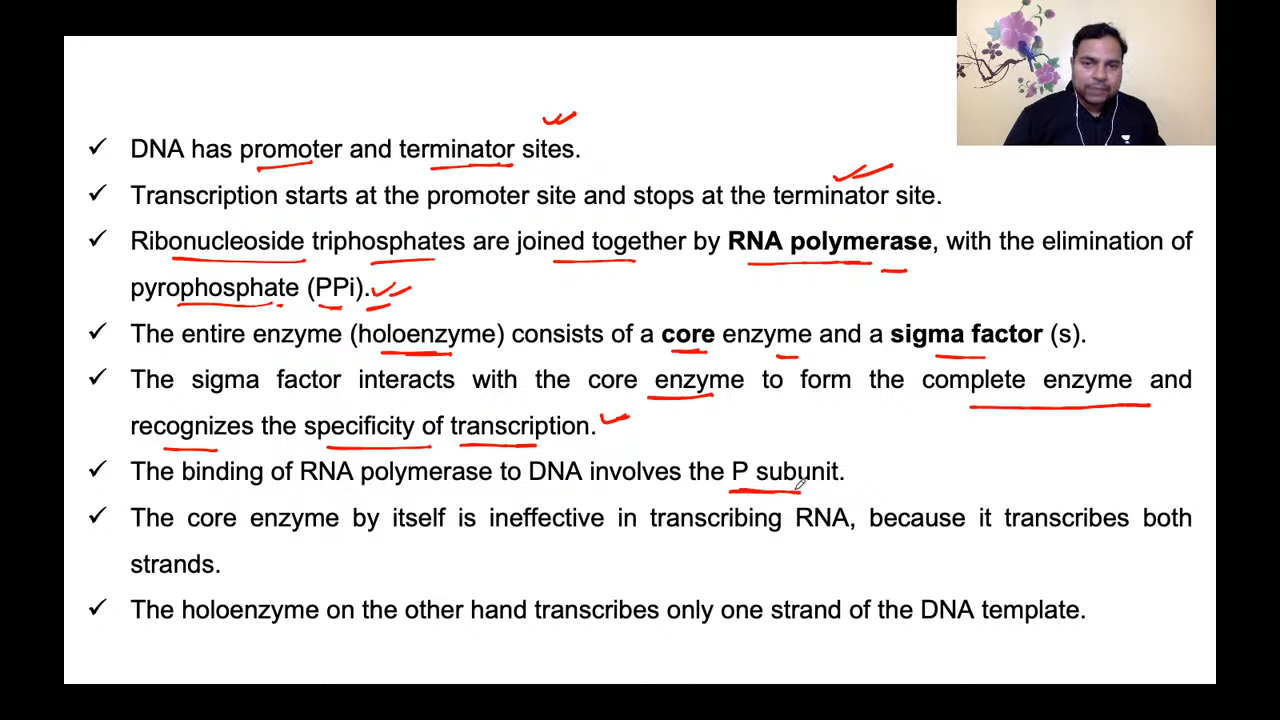 ✓ DNA has promoter and terminator sites.
✓ Transcription starts at the promoter site and stops at the terminator site.
✓ Ribonucleoside triphosphates are joined together by RNA polymerase, with the elimination of
pyrophosphate (PPi).
✓ The entire enzyme (holoenzyme) consists of a core enzyme and a sigma factor (s).
✓ The sigma factor interacts with the core enzyme to form the complete enzyme and
recognizes the specificity of transcription.
✓ The binding of RNA polymerase to DNA involves the P subunit.
✓ The core enzyme by itself is ineffective in transcribing RNA, because it transcribes both
strands.
✓ The holoenzyme on the other hand transcribes only one strand of the DNA template.